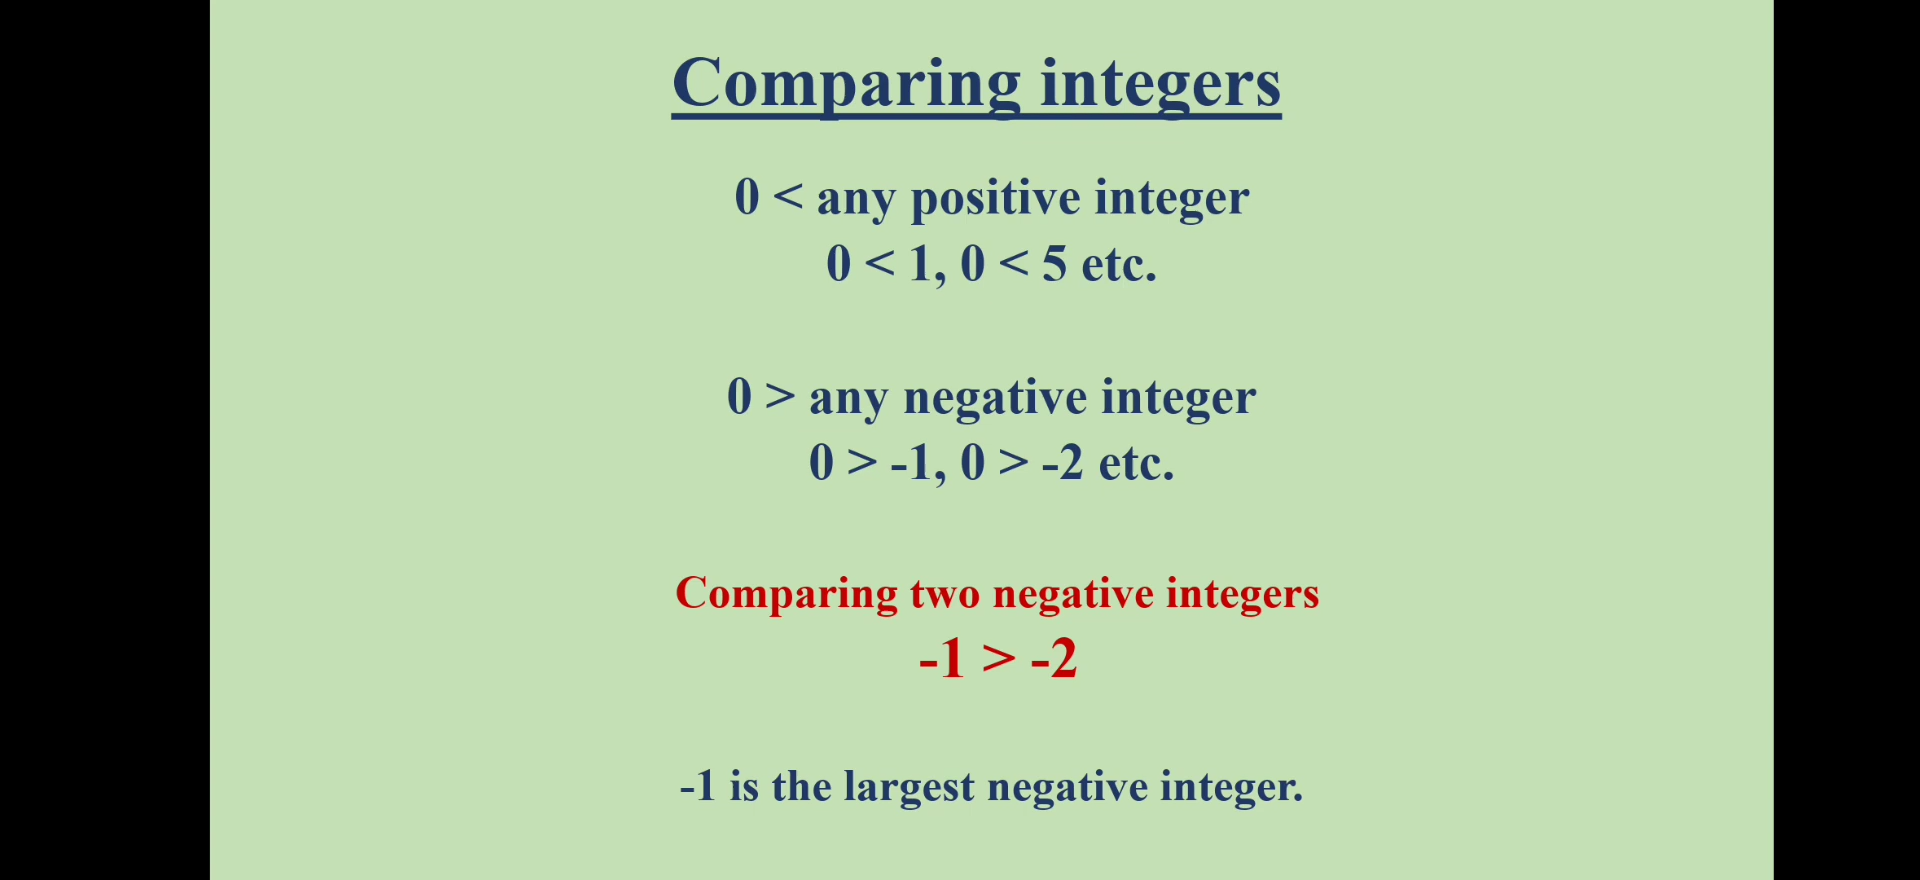 Comparing integers
0 < any positive integer
0 < 1, 0 < 5 etc.
0 > any negative integer
0 > -1, 0 > -2 etc.
Comparing two negative integers
-1 > -2
-1 is the largest negative integer.